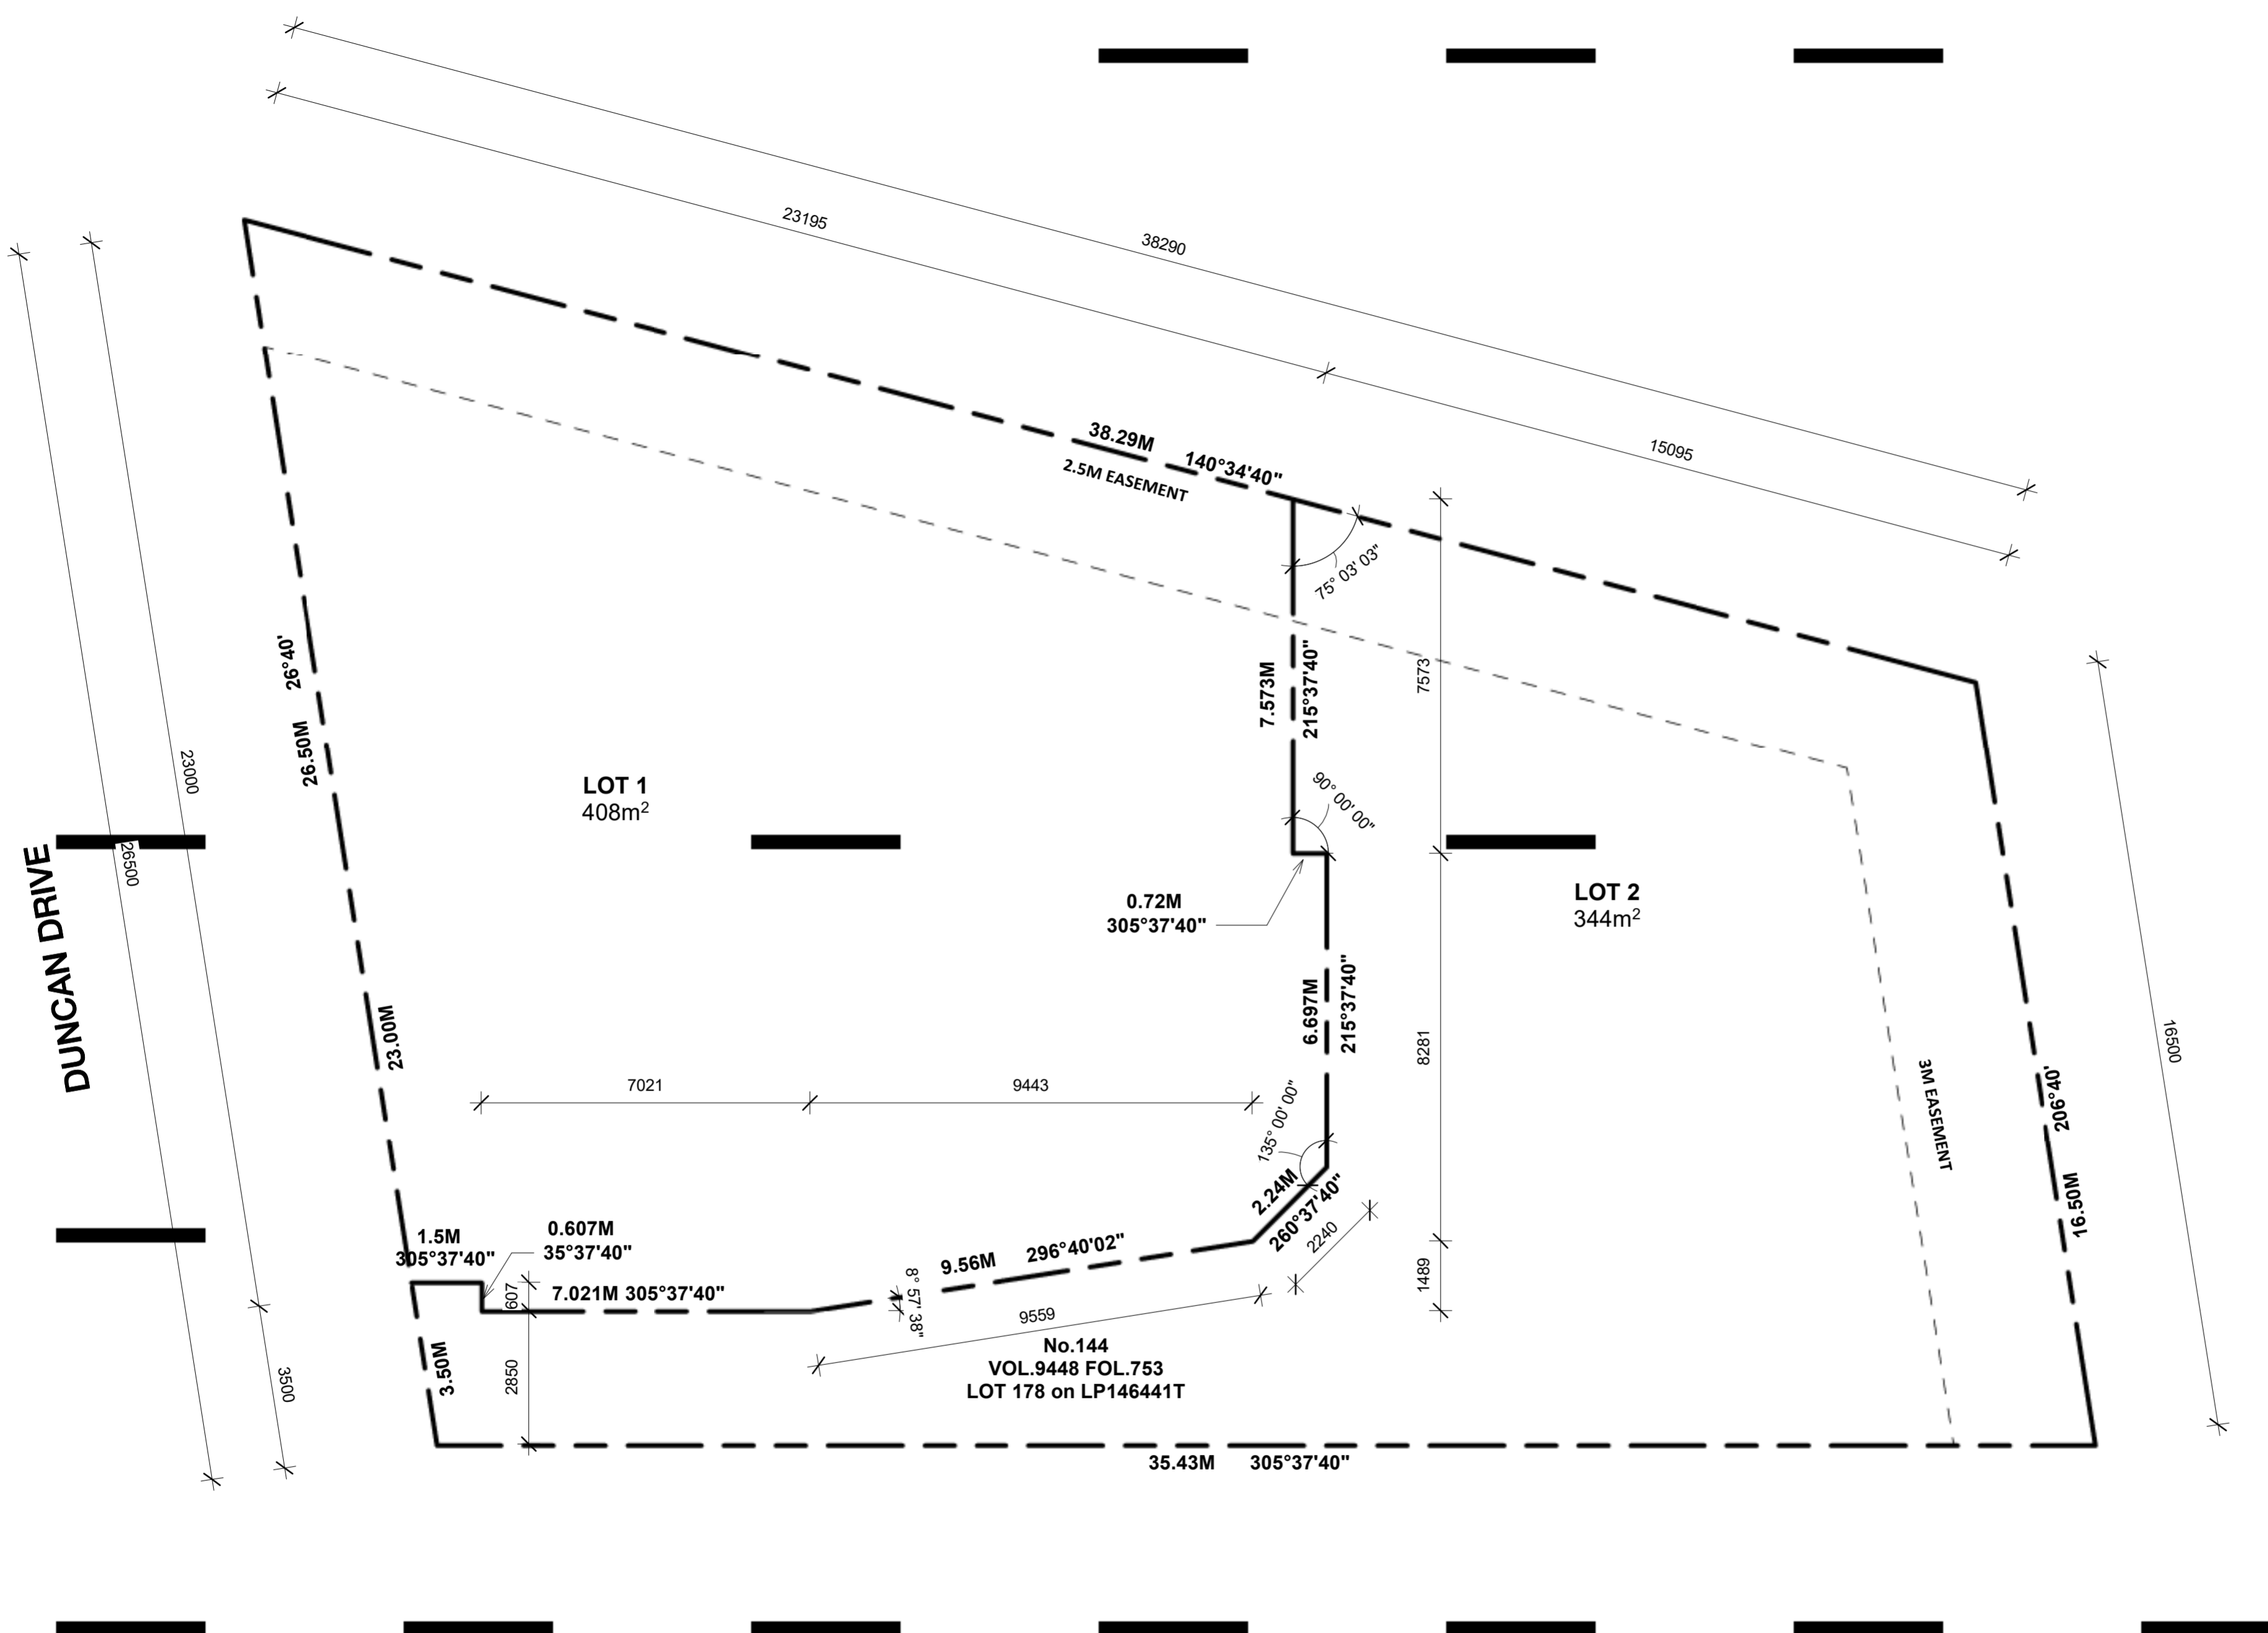 38290
23195
15095
38.29M 140°34'40"
2.5M EASEMENT
75° 03' 03"
26.50M 26°40'
23000
26500
DUNCAN DRIVE
7.573M
215°37'40"
7573
LOT 1
408m²
90° 00' 00"
0.72M
305°37'40"
LOT 2
344m²
23.00M
6.697M
215°37'40"
8281
3M EASEMENT
206°40'
16.50M
16500
7021
9443
135° 00' 00"
2.24M
260°37'40"
2240
1.5M
305°37'40"
0.607M
35°37'40"
607
7.021M 305°37'40"
9.56M 296°40'02"
8° 57' 38"
1489
9559
3.50M
3500
2850
No.144
VOL.9448 FOL.753
LOT 178 on LP146441T
35.43M 305°37'40"